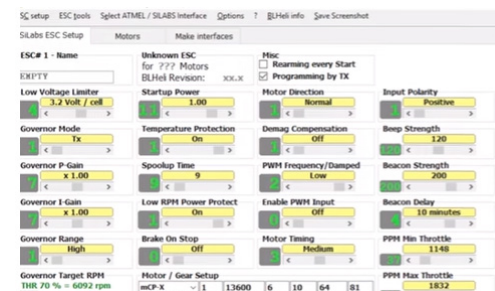 SC setup ESC tools Select ATMEL / SILABS Interface Options ? BLHeli info Save Screenshot
SiLabs ESC Setup Motors Make interfaces
ESC# 1 - Name Unknown ESC Misc
for ??? Motors Rearming every Start
EMPTY BLHeli Revision: xx.x Programming by TX
Low Voltage Limiter Startup Power Motor Direction Input Polarity
3.2 Volt / cell 1.00 Normal Positive
Governor Mode Temperature Protection Demag Compensation Beep Strength
Tx On Off 120
Governor P-Gain Spoolup Time PWM Frequency/Damped Beacon Strength
x 1.00 9 Low 200
Governor I-Gain Low RPM Power Protect Enable PWM Input Beacon Delay
x 1.00 On Off 10 minutes
Governor Range Brake On Stop Motor Timing PPM Min Throttle
High Off Medium 1148
Governor Target RPM Motor / Gear Setup PPM Max Throttle
THR 70 % = 6092 rpm mCP-X 1 13600 6 10 64 81 1832